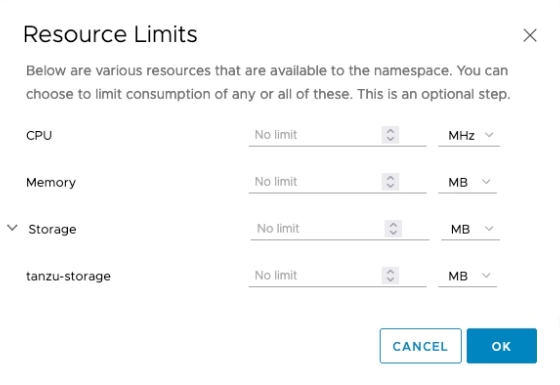 Resource Limits
Below are various resources that are available to the namespace. You can
choose to limit consumption of any or all of these. This is an optional step.
CPU No limit MHz
Memory No limit MB
Storage No limit MB
tanzu-storage No limit MB
CANCEL OK